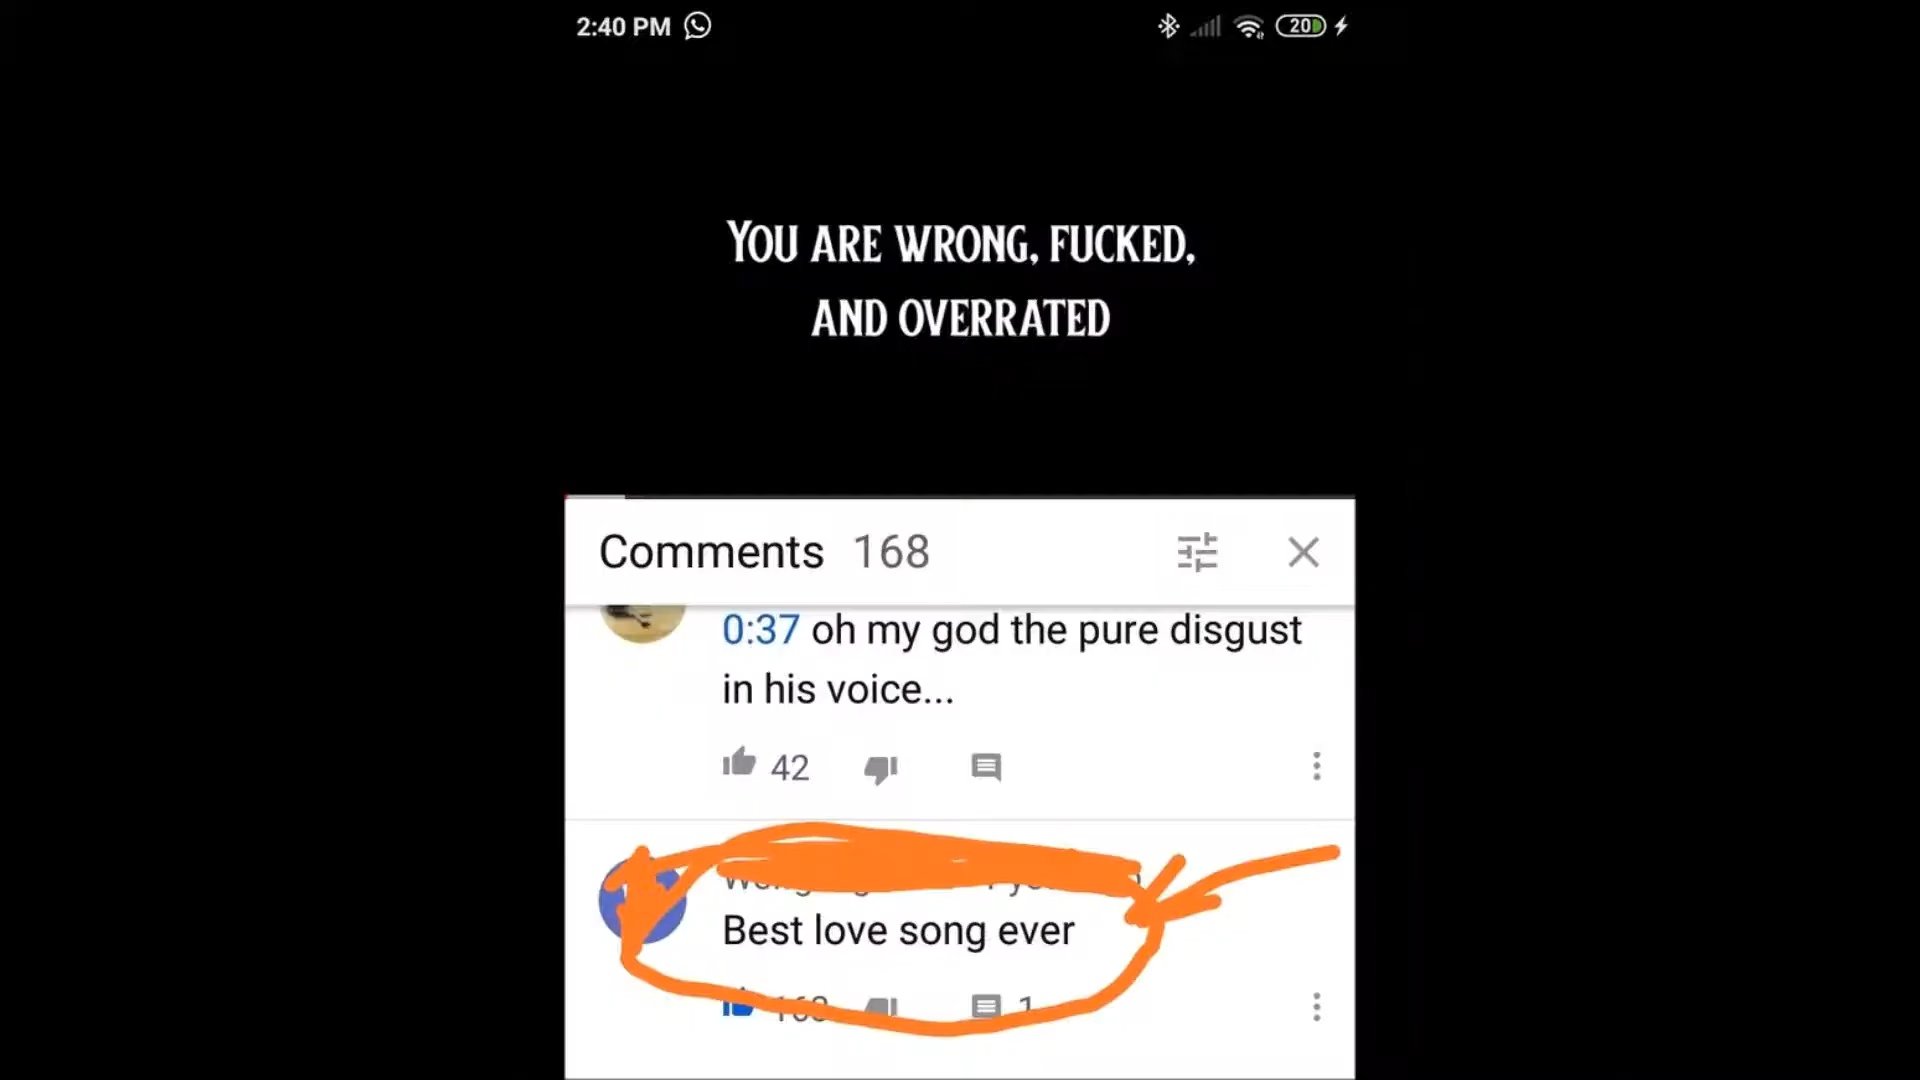 2:40 PM
20
YOU ARE WRONG, FUCKED,
AND OVERRATED
Comments 168
0:37 oh my god the pure disgust
in his voice...
42
Best love song ever
1